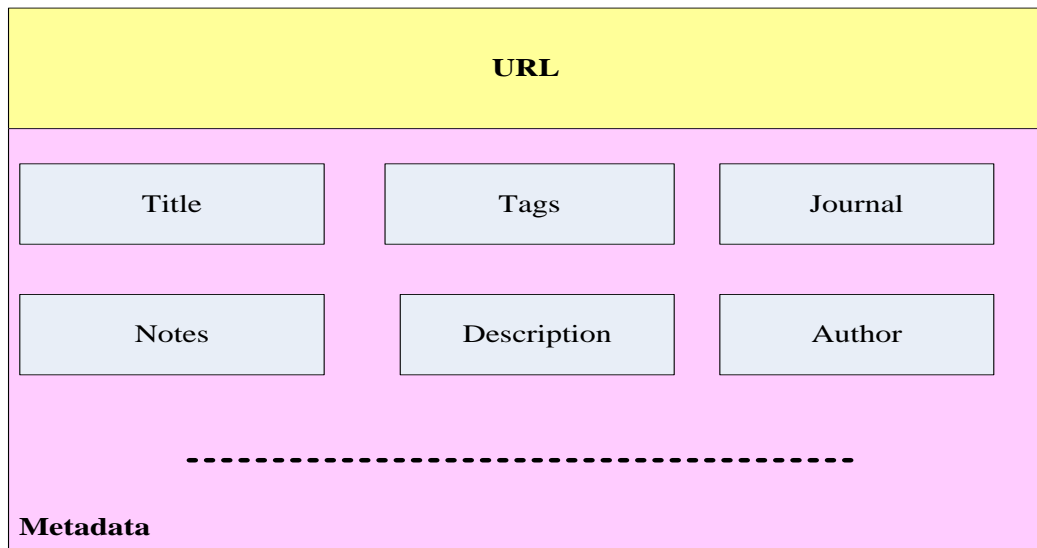 URL
Title
Tags
Journal
Notes
Description
Author
Metadata